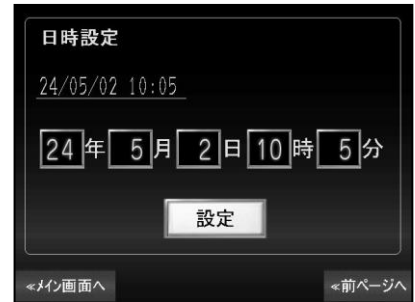 日時設定
24/05/02 10:05
24年 5月 2日10時 5分
設定
≪メイン画面へ ≪前ページへ